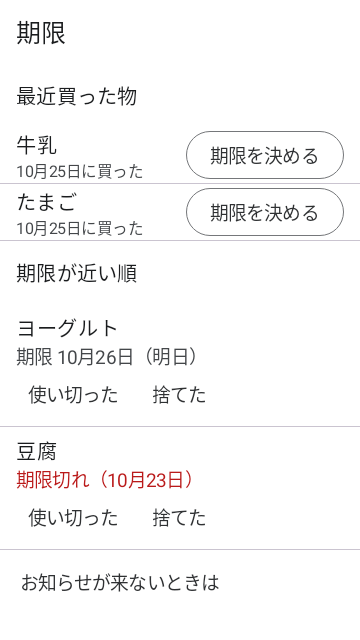 期限
最近買った物
牛乳
10月25日に買った
期限を決める
たまご
10月25日に買った
期限を決める
期限が近い順
ヨーグルト
期限 10月26日（明日）
使い切った 捨てた
豆腐
期限切れ（10月23日）
使い切った 捨てた
お知らせが来ないときは